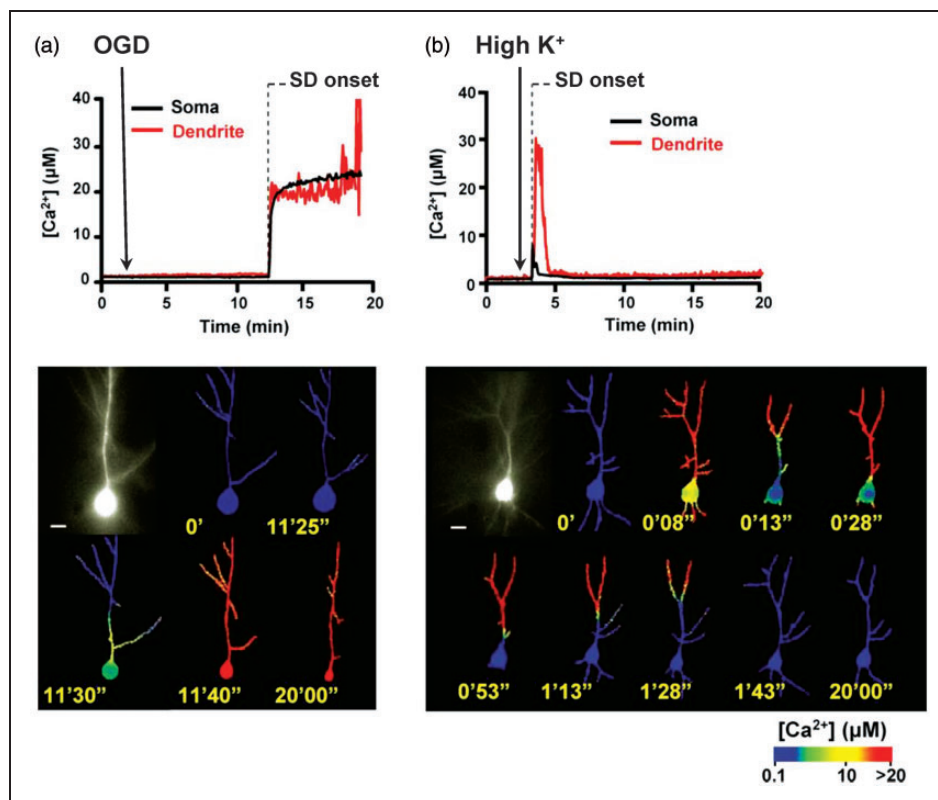 (a) OGD
SD onset
40
30
20
10
0
[Ca²⁺] (µM)
Soma
Dendrite
0 5 10 15 20
Time (min)
(b) High K⁺
SD onset
40
30
20
10
0
[Ca²⁺] (µM)
Soma
Dendrite
0 5 10 15 20
Time (min)
0' 11'25”
11'30” 11'40” 20'00”
0' 0'08” 0'13” 0'28”
0'53” 1'13” 1'28” 1'43” 20'00”
[Ca²⁺] (µM)
0.1 10 >20